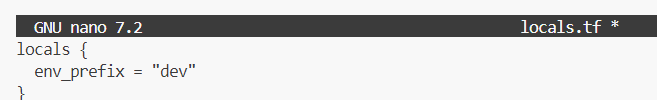 GNU nano 7.2 locals.tf *
locals {
  env_prefix = "dev"
}